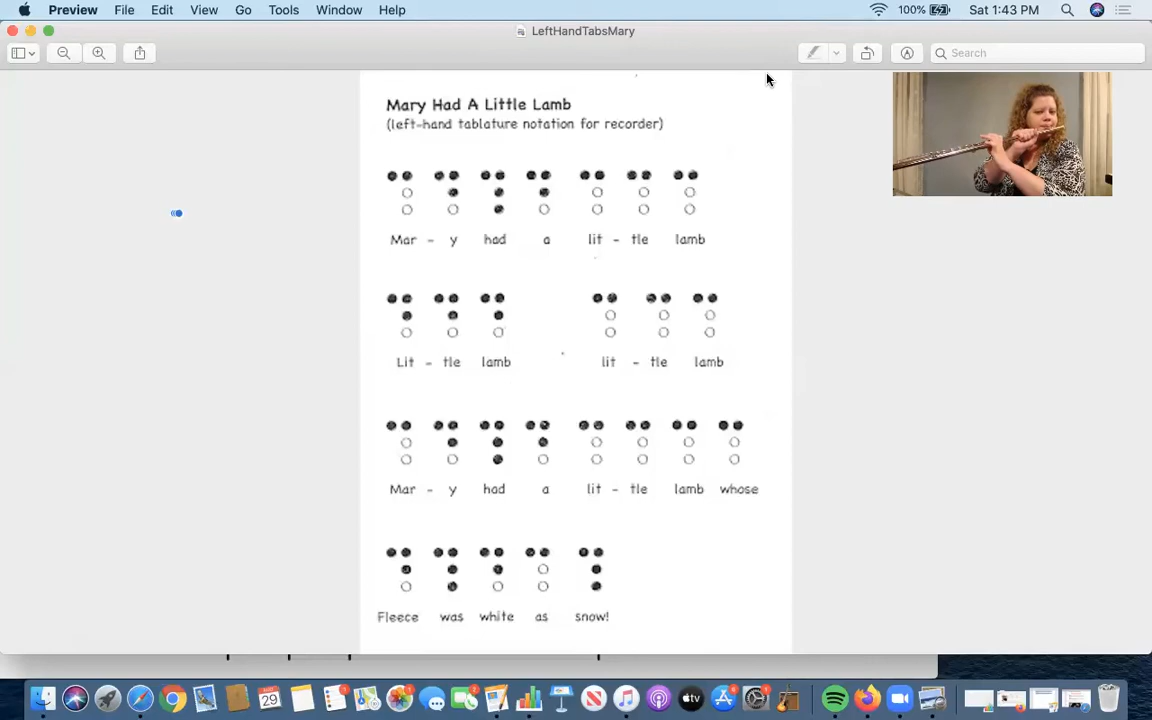 Preview File Edit View Go Tools Window Help
100% Sat 1:43 PM
LeftHandTabsMary
Search
Mary Had A Little Lamb
(left-hand tablature notation for recorder)
Mar - y had a lit - tle lamb
Lit - tle lamb lit - tle lamb
Mar - y had a lit - tle lamb whose
Fleece was white as snow!
tv